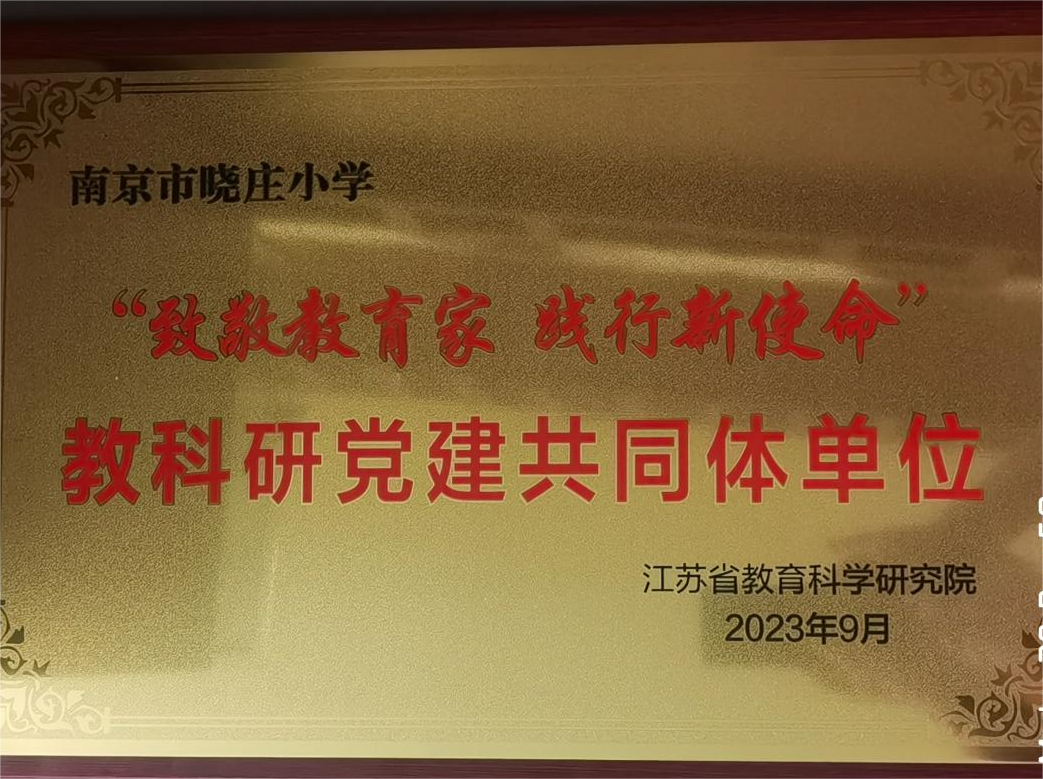 南京市晓庄小学
“致敬教育家 践行新使命”
教科研党建共同体单位
江苏省教育科学研究院
2023年9月